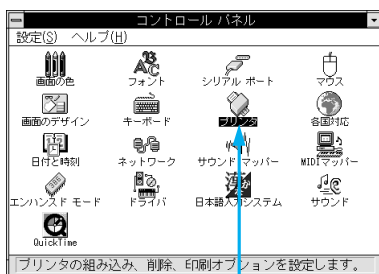 コントロール パネル
設定(S) ヘルプ(H)
画面の色 フォント シリアル ポート マウス
画面のデザイン キーボード プリンタ 各国対応
日付と時刻 ネットワーク サウンド マッパー MIDIマッパー
エンハンスド モード ドライバ 日本語入力システム サウンド
QuickTime
プリンタの組み込み、削除、印刷オプションを設定します。